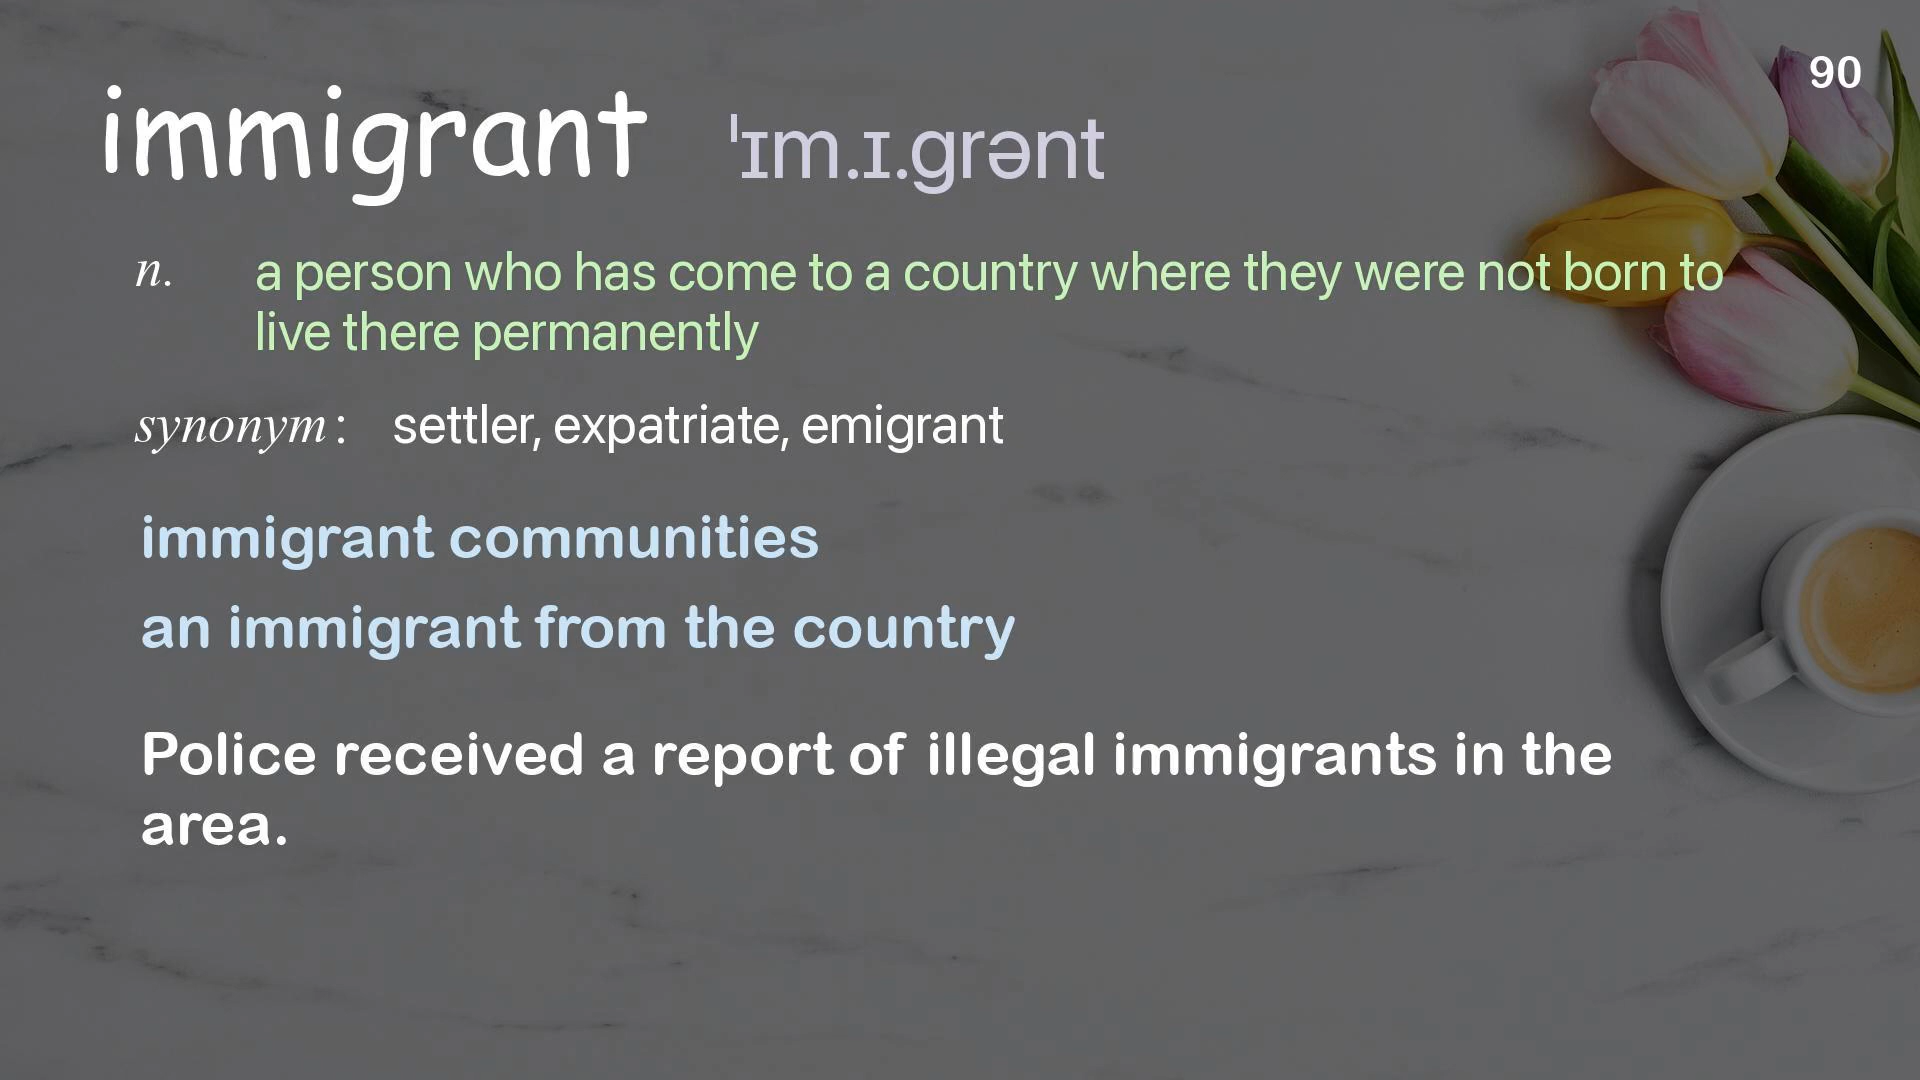 90
immigrant ˈɪm.ɪ.grənt
n. a person who has come to a country where they were not born to
live there permanently
synonym: settler, expatriate, emigrant
immigrant communities
an immigrant from the country
Police received a report of illegal immigrants in the
area.